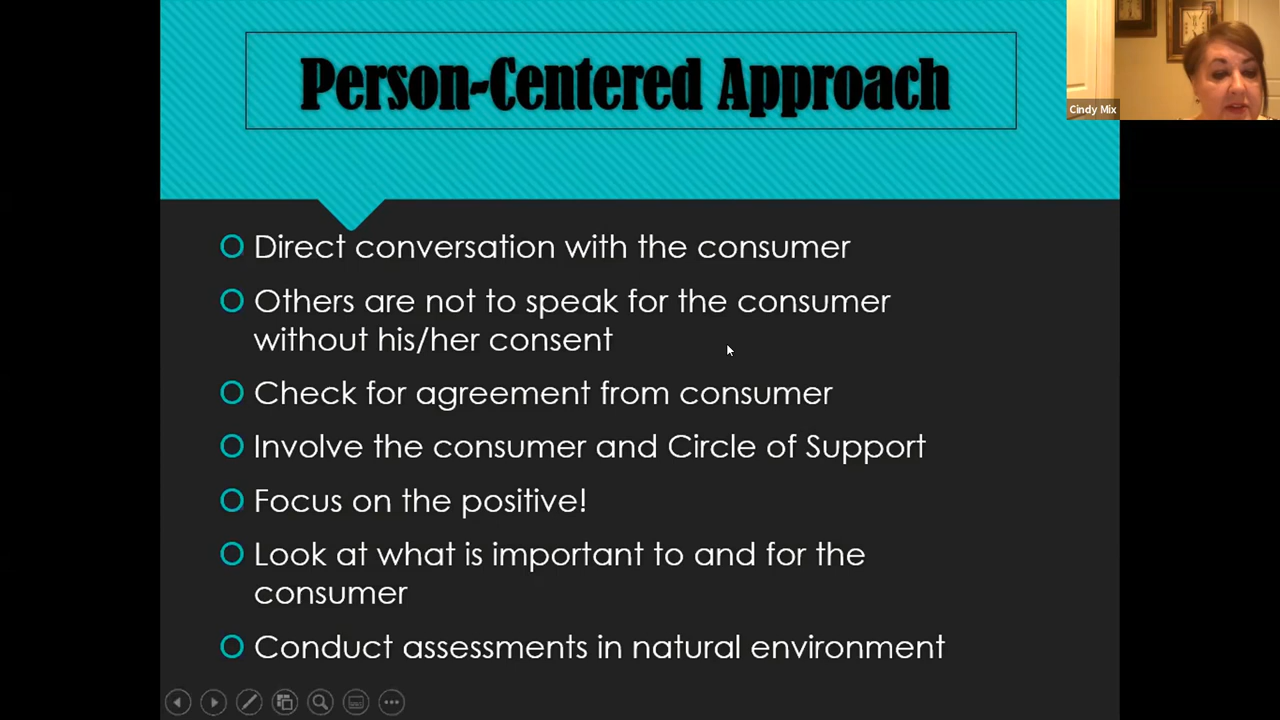 Person-Centered Approach
Cindy Mix
Direct conversation with the consumer
Others are not to speak for the consumer
without his/her consent
Check for agreement from consumer
Involve the consumer and Circle of Support
Focus on the positive!
Look at what is important to and for the
consumer
Conduct assessments in natural environment